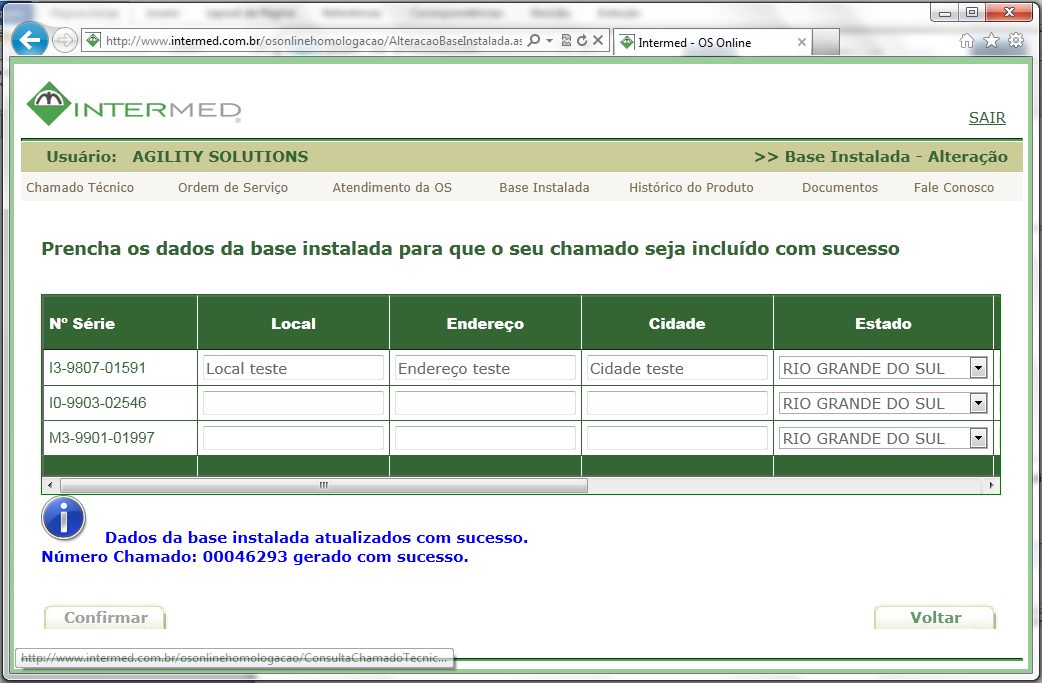 http://www.intermed.com.br/osonlinehomologacao/AlteracaoBaseInstalada.as
Intermed - OS Online
INTERMED
SAIR
Usuário: AGILITY SOLUTIONS >> Base Instalada - Alteração
Chamado Técnico Ordem de Serviço Atendimento da OS Base Instalada Histórico do Produto Documentos Fale Conosco
Prencha os dados da base instalada para que o seu chamado seja incluído com sucesso
Nº Série Local Endereço Cidade Estado
I3-9807-01591 Local teste Endereço teste Cidade teste RIO GRANDE DO SUL
I0-9903-02546 RIO GRANDE DO SUL
M3-9901-01997 RIO GRANDE DO SUL
Dados da base instalada atualizados com sucesso.
Número Chamado: 00046293 gerado com sucesso.
Confirmar Voltar
http://www.intermed.com.br/osonlinehomologacao/ConsultaChamadoTecnic...